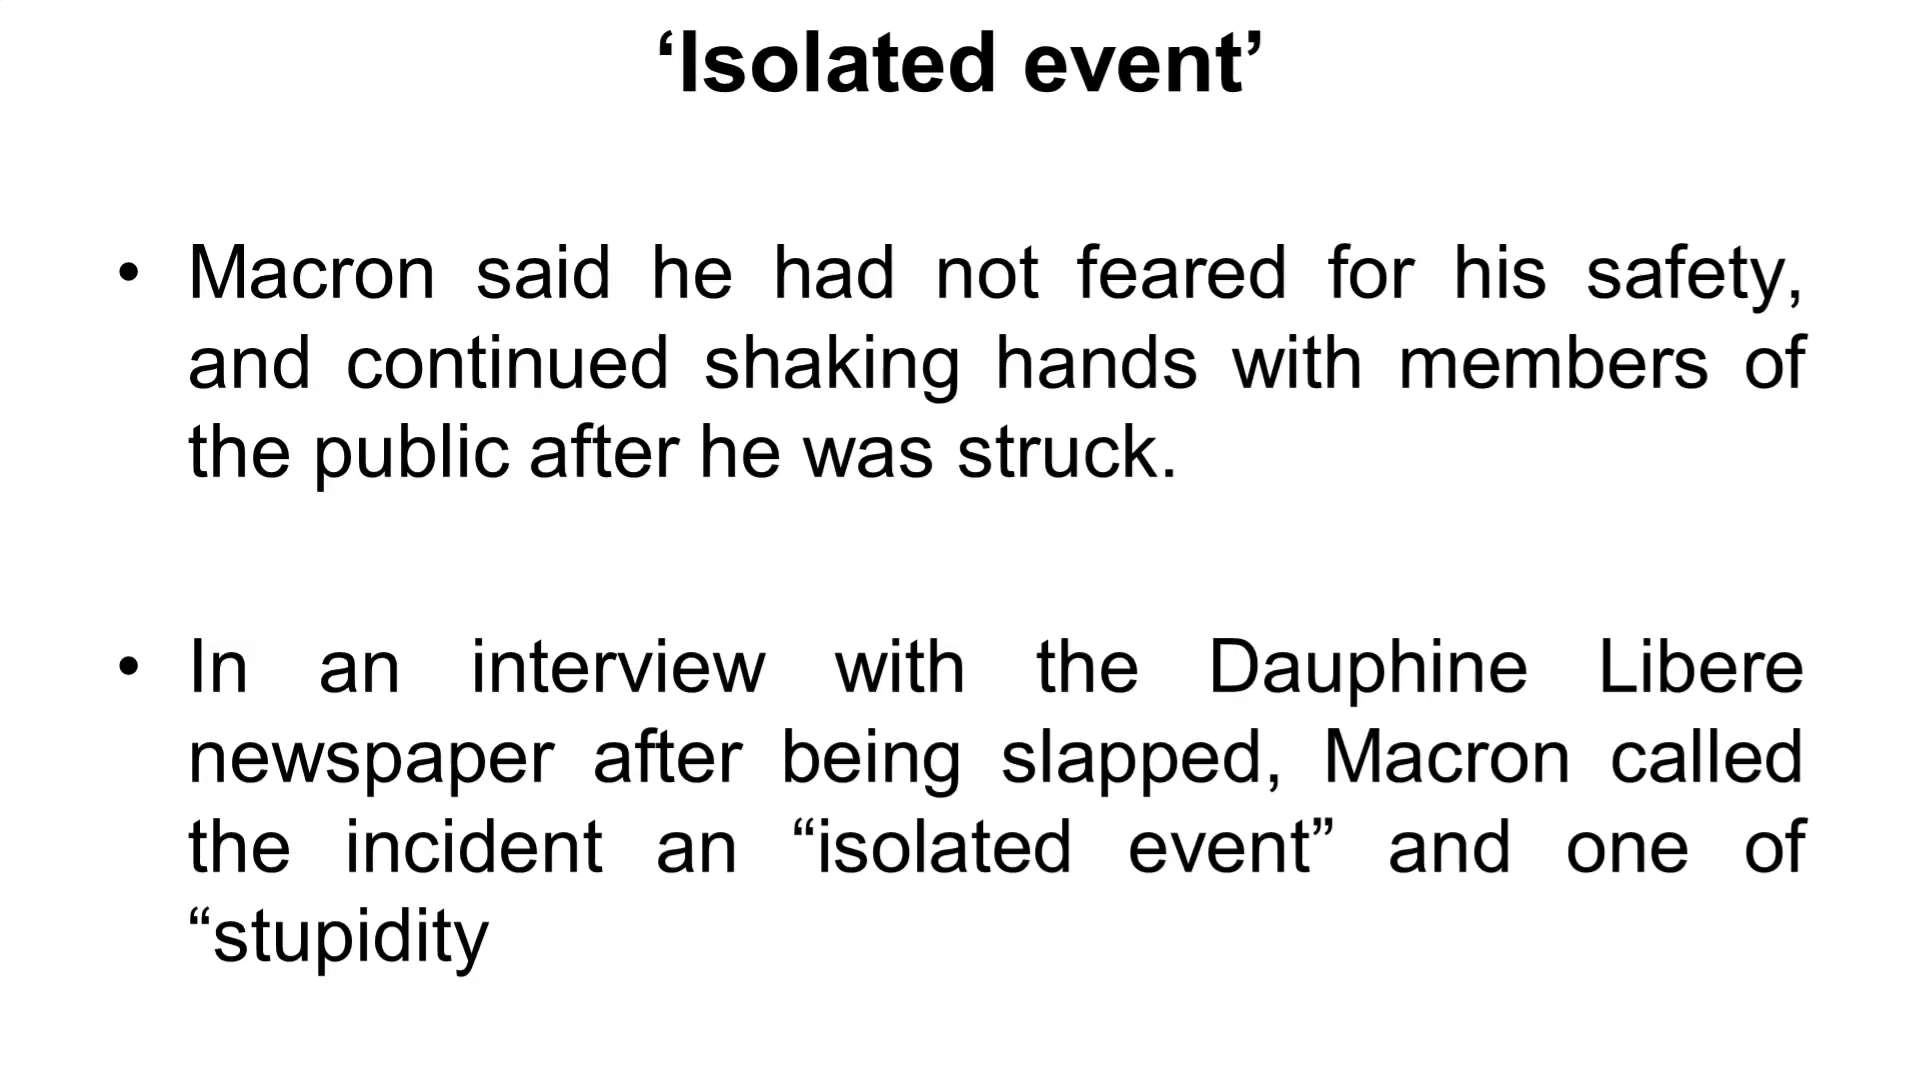 ‘Isolated event’
• Macron said he had not feared for his safety,
and continued shaking hands with members of
the public after he was struck.
• In an interview with the Dauphine Libere
newspaper after being slapped, Macron called
the incident an “isolated event” and one of
“stupidity